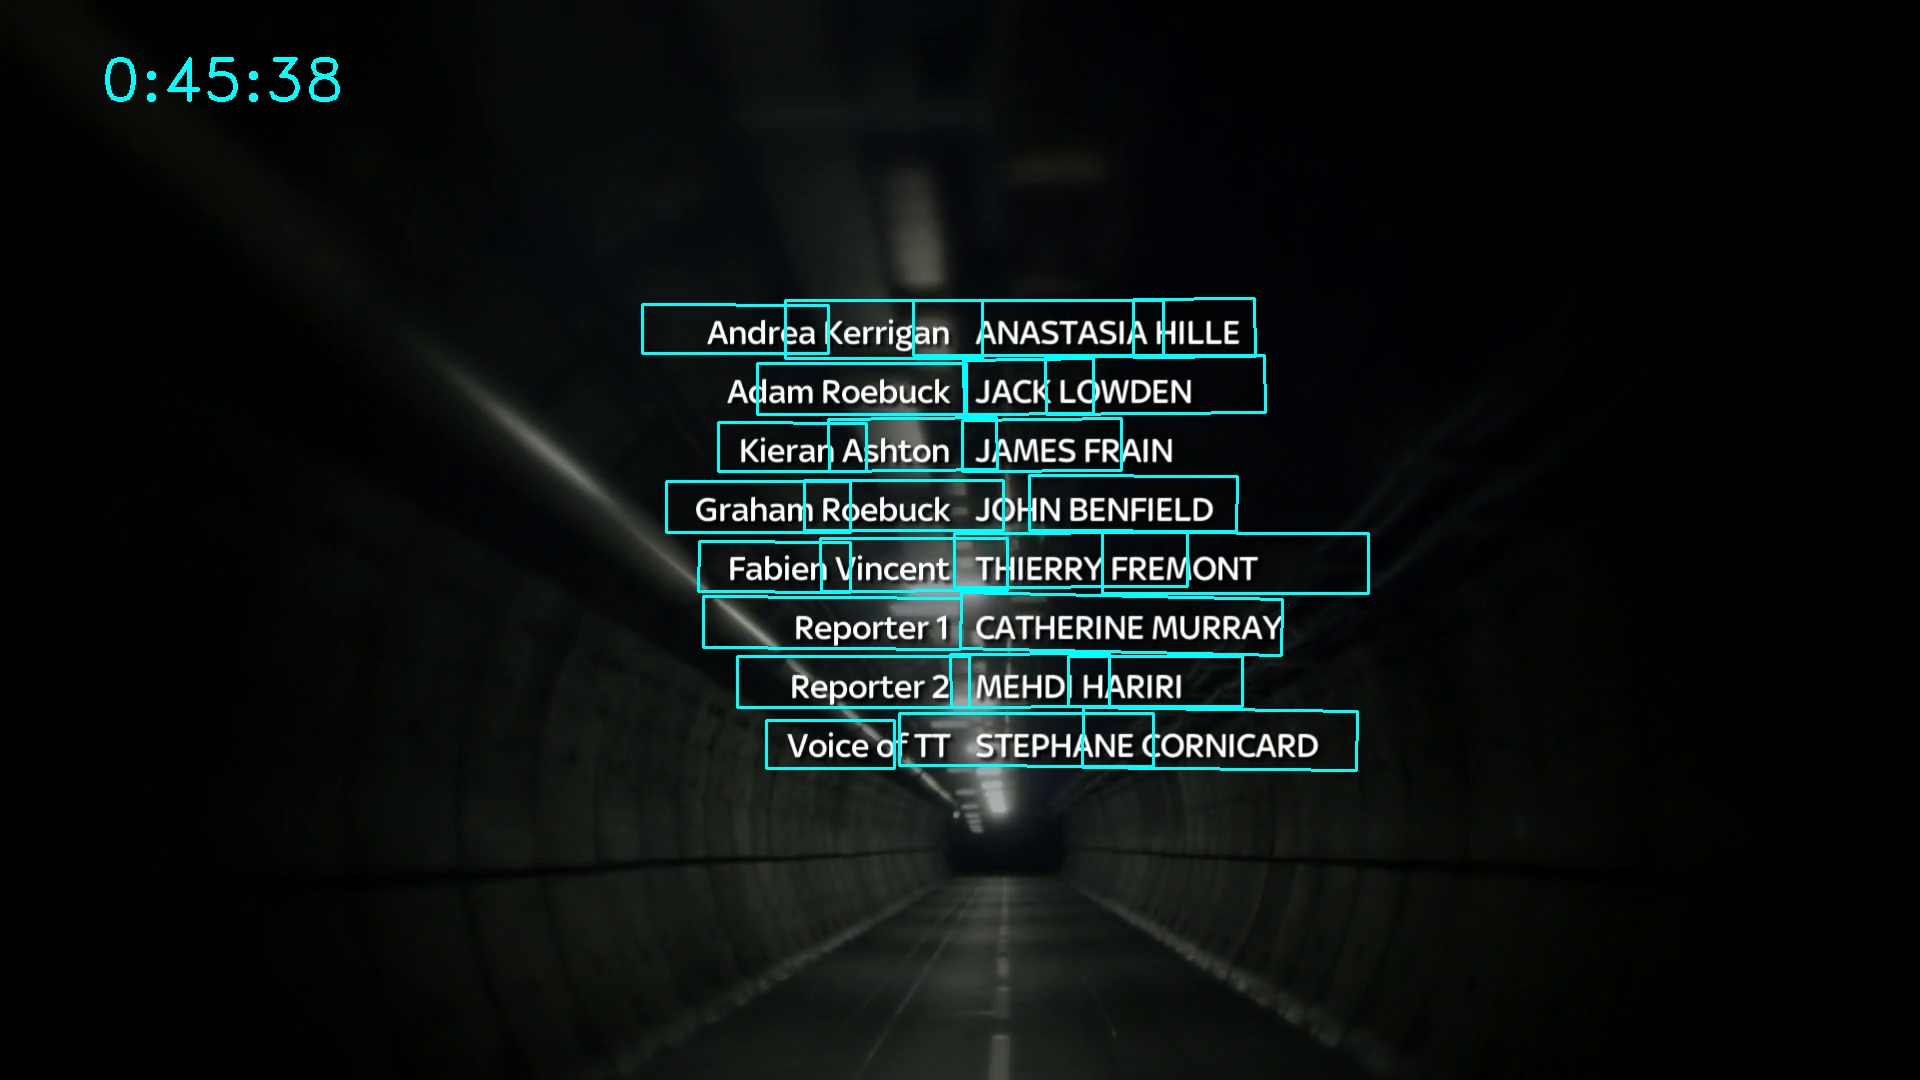 0:45:38
Andrea Kerrigan ANASTASIA HILLE
Adam Roebuck JACK LOWDEN
Kieran Ashton JAMES FRAIN
Graham Roebuck JOHN BENFIELD
Fabien Vincent THIERRY FREMONT
Reporter 1 CATHERINE MURRAY
Reporter 2 MEHDI HARIRI
Voice of TT STEPHANE CORNICARD